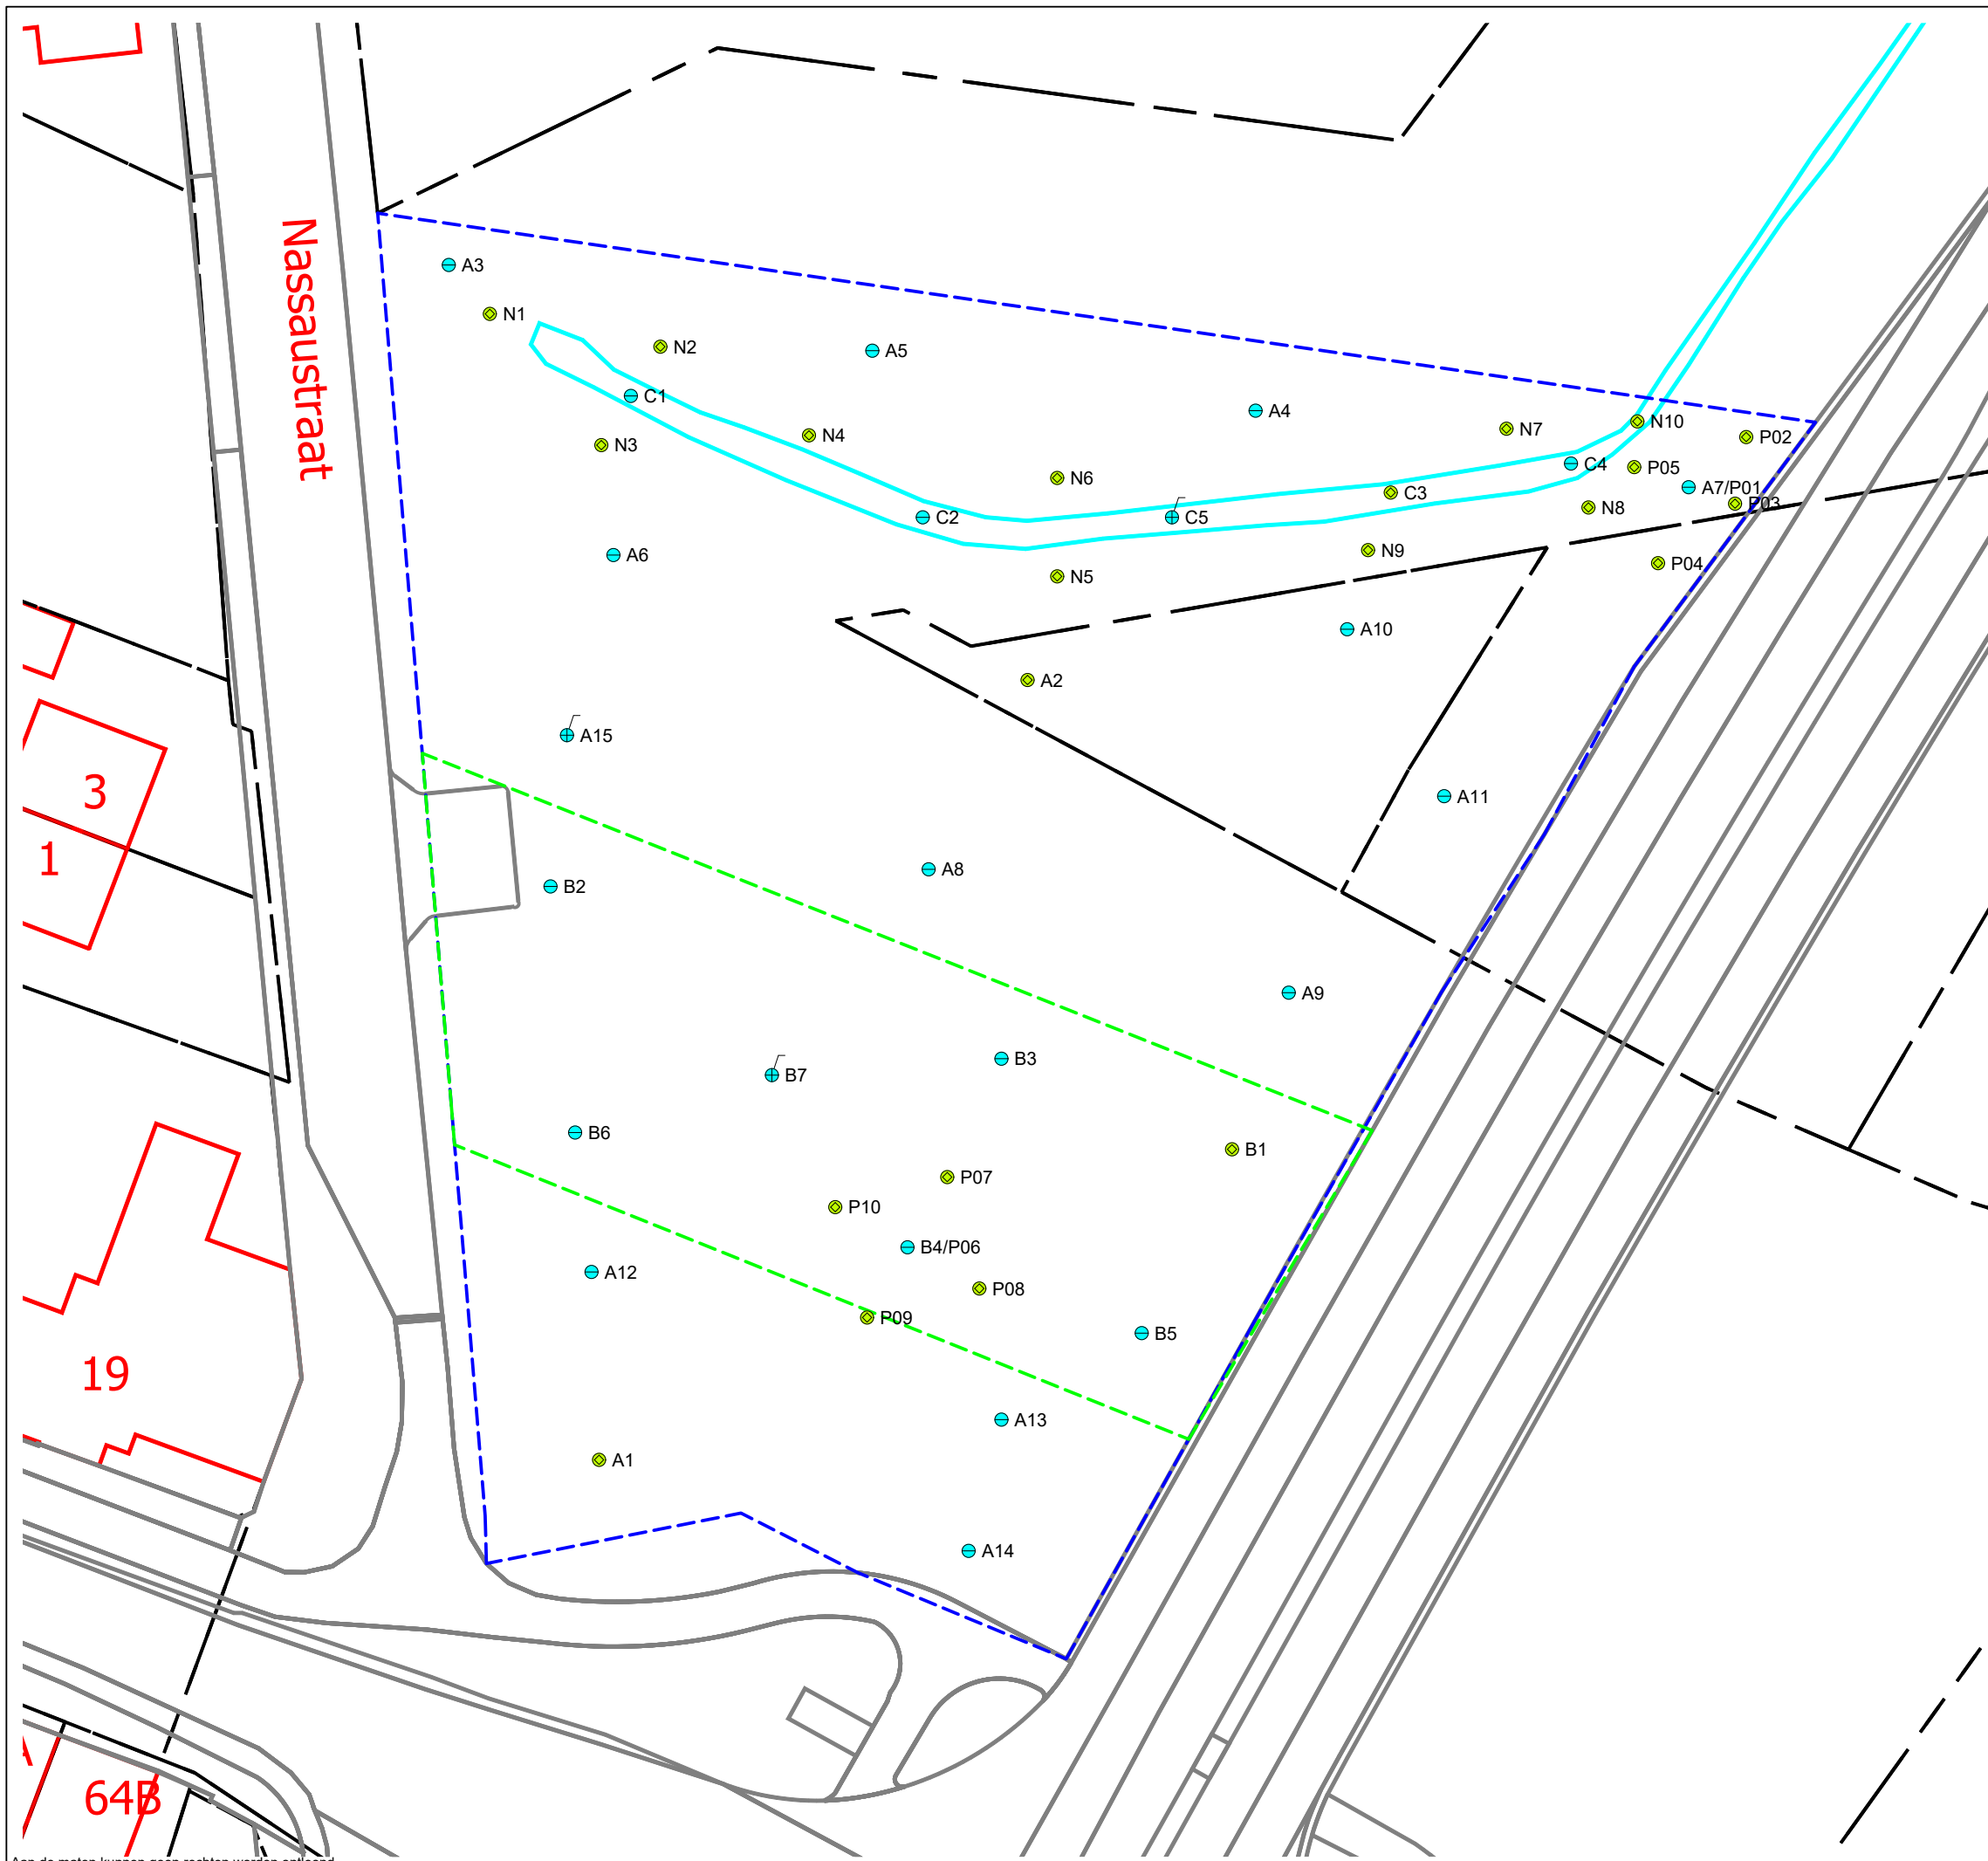 Nassaustraat
A3
N1
N2
A5
C1
A4
N4
N3
N7
N10
P02
C4
P05
N6
A7/P01
C3
P03
N8
C2
C5
N9
A6
P04
N5
A10
A2
A15
3
A11
1
A8
B2
A9
B3
B7
B6
B1
P07
P10
B4/P06
A12
P08
P09
B5
19
A13
A1
A14
64B